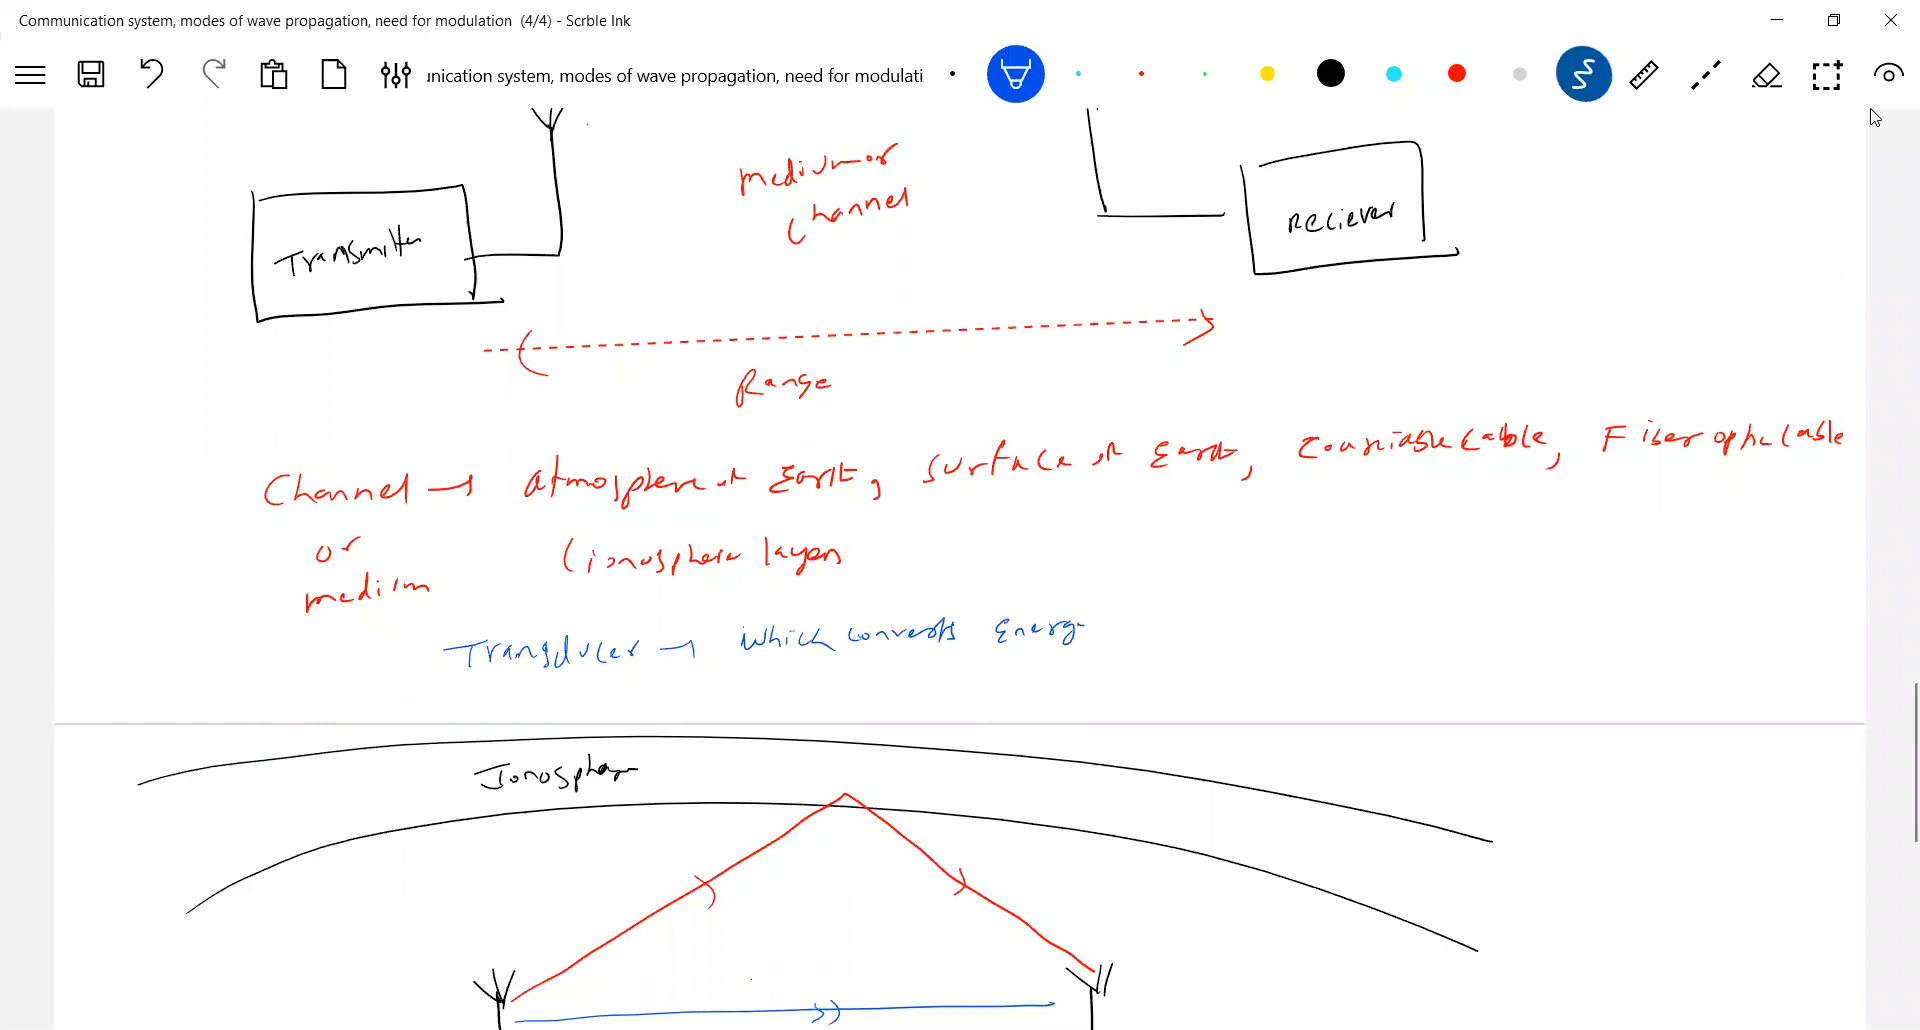 Communication system, modes of wave propagation, need for modulation (4/4) - Scrble Ink
unication system, modes of wave propagation, need for modulati
medium or
channel
Transmitter
Reciever
Range
Channel → atmosphere of Earth, surface of Earth, Coaxiable Cable, Fiber optic cable
or
medium
(ionosphere layer
Transducer → which converts Energy
Ionosphere